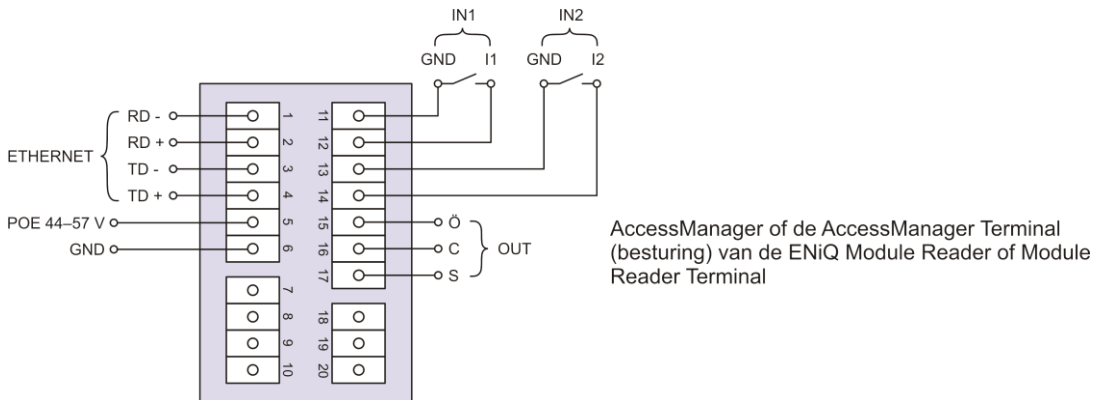 IN1
IN2
GND I1
GND I2
RD -
RD +
TD -
TD +
ETHERNET
POE 44–57 V
GND
1
2
3
4
5
6
7
8
9
10
11
12
13
14
15
16
17
18
19
20
Ö
C
S
OUT
AccessManager of de AccessManager Terminal
(besturing) van de ENiQ Module Reader of Module
Reader Terminal